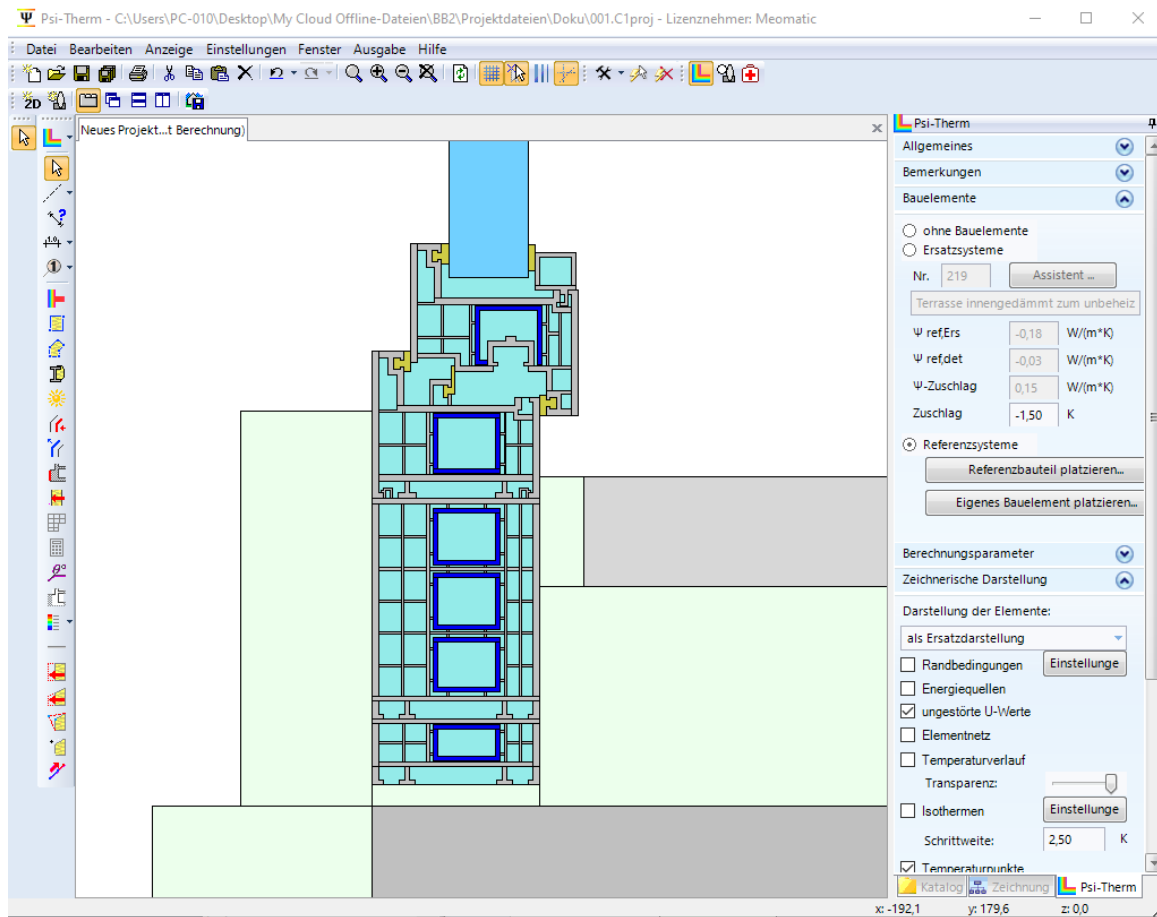 Ψ Psi-Therm - C:\Users\PC-010\Desktop\My Cloud Offline-Dateien\BB2\Projektdateien\Doku\001.C1proj - Lizenznehmer: Meomatic
Datei Bearbeiten Anzeige Einstellungen Fenster Ausgabe Hilfe
2D
Neues Projekt...t Berechnung)
Psi-Therm
Allgemeines
Bemerkungen
Bauelemente
ohne Bauelemente
Ersatzsysteme
Nr. 219 Assistent ...
Terrasse innengedämmt zum unbeheiz
Ψ ref,Ers -0,18 W/(m*K)
Ψ ref,det -0,03 W/(m*K)
Ψ-Zuschlag 0,15 W/(m*K)
Zuschlag -1,50 K
Referenzsysteme
Referenzbauteil platzieren...
Eigenes Bauelement platzieren...
Berechnungsparameter
Zeichnerische Darstellung
Darstellung der Elemente:
als Ersatzdarstellung
Randbedingungen Einstellunge
Energiequellen
ungestörte U-Werte
Elementnetz
Temperaturverlauf
Transparenz:
Isothermen Einstellunge
Schrittweite: 2,50 K
Temperaturpunkte
Katalog Zeichnung Psi-Therm
x: -192,1 y: 179,6 z: 0,0